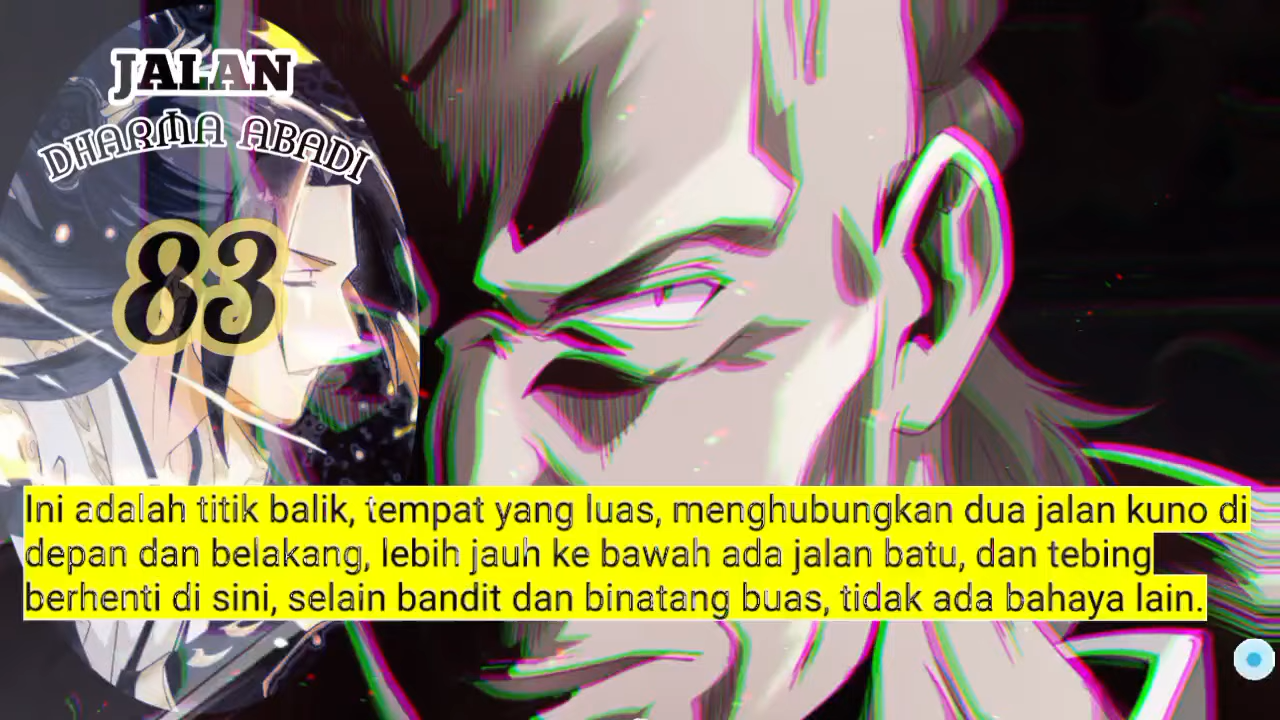 JALAN
DHARMA ABADI
83
Ini adalah titik balik, tempat yang luas, menghubungkan dua jalan kuno di
depan dan belakang, lebih jauh ke bawah ada jalan batu, dan tebing
berhenti di sini, selain bandit dan binatang buas, tidak ada bahaya lain.